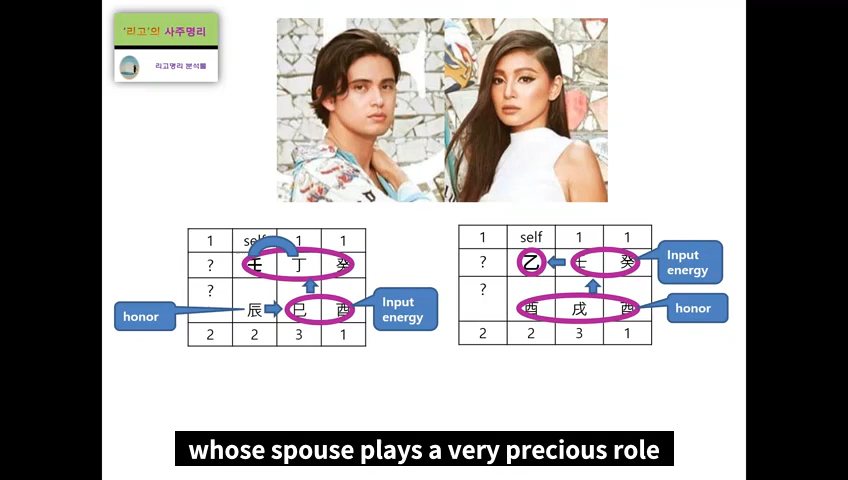 '리고'의 사주명리
리고명리 분석틀
1 self 1 1
? 壬 丁 癸
?
辰 巳 酉
2 2 3 1
honor
Input
energy
1 self 1 1
? 乙 壬 癸
?
酉 戌 酉
2 2 3 1
Input
energy
honor
whose spouse plays a very precious role